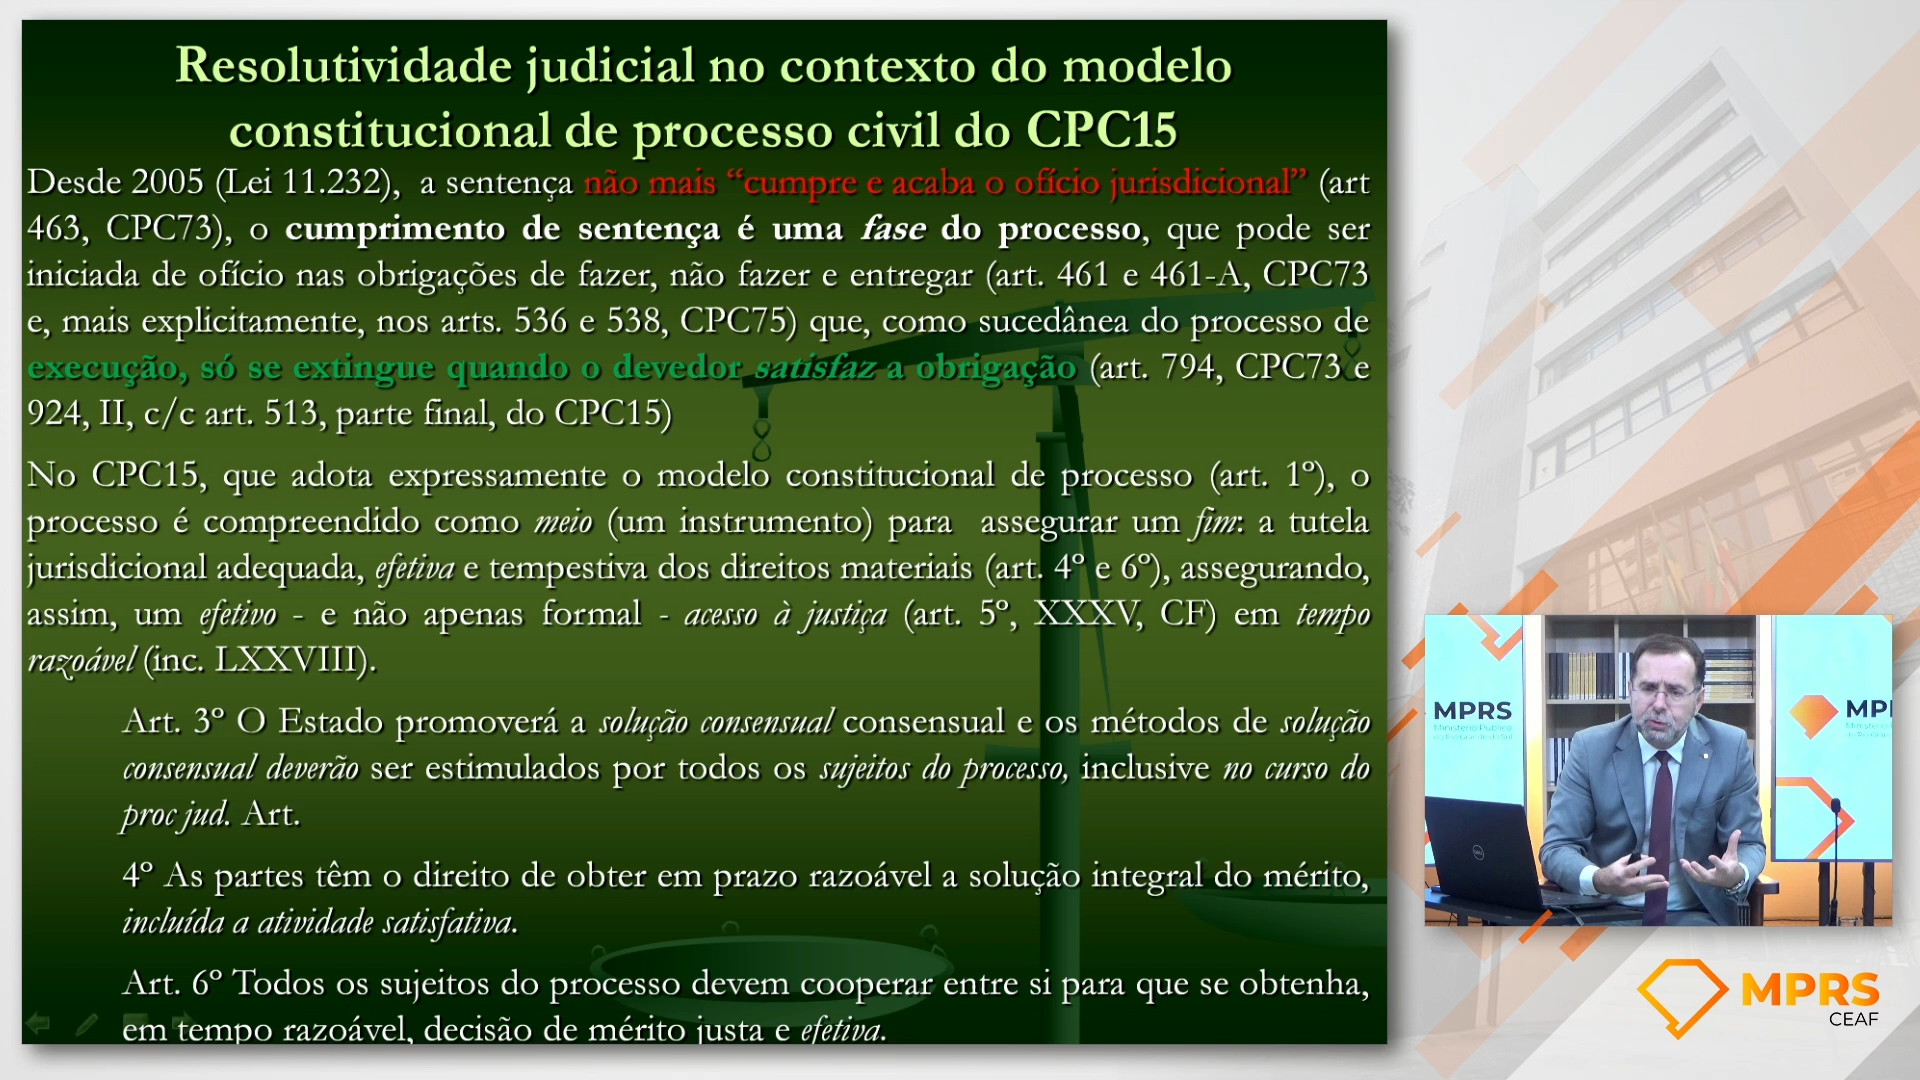 Resolutividade judicial no contexto do modelo
constitucional de processo civil do CPC15
Desde 2005 (Lei 11.232), a sentença não mais “cumpre e acaba o ofício jurisdicional” (art
463, CPC73), o cumprimento de sentença é uma fase do processo, que pode ser
iniciada de ofício nas obrigações de fazer, não fazer e entregar (art. 461 e 461-A, CPC73
e, mais explicitamente, nos arts. 536 e 538, CPC75) que, como sucedânea do processo de
execução, só se extingue quando o devedor satisfaz a obrigação (art. 794, CPC73 e
924, II, c/c art. 513, parte final, do CPC15)
No CPC15, que adota expressamente o modelo constitucional de processo (art. 1º), o
processo é compreendido como meio (um instrumento) para assegurar um fim: a tutela
jurisdicional adequada, efetiva e tempestiva dos direitos materiais (art. 4º e 6º), assegurando,
assim, um efetivo - e não apenas formal - acesso à justiça (art. 5º, XXXV, CF) em tempo
razoável (inc. LXXVIII).
Art. 3º O Estado promoverá a solução consensual consensual e os métodos de solução
consensual deverão ser estimulados por todos os sujeitos do processo, inclusive no curso do
proc jud. Art.
4º As partes têm o direito de obter em prazo razoável a solução integral do mérito,
incluída a atividade satisfativa.
Art. 6º Todos os sujeitos do processo devem cooperar entre si para que se obtenha,
em tempo razoável, decisão de mérito justa e efetiva.
MPRS
Ministério Público
do Rio Grande do Sul
MPRS
CEAF